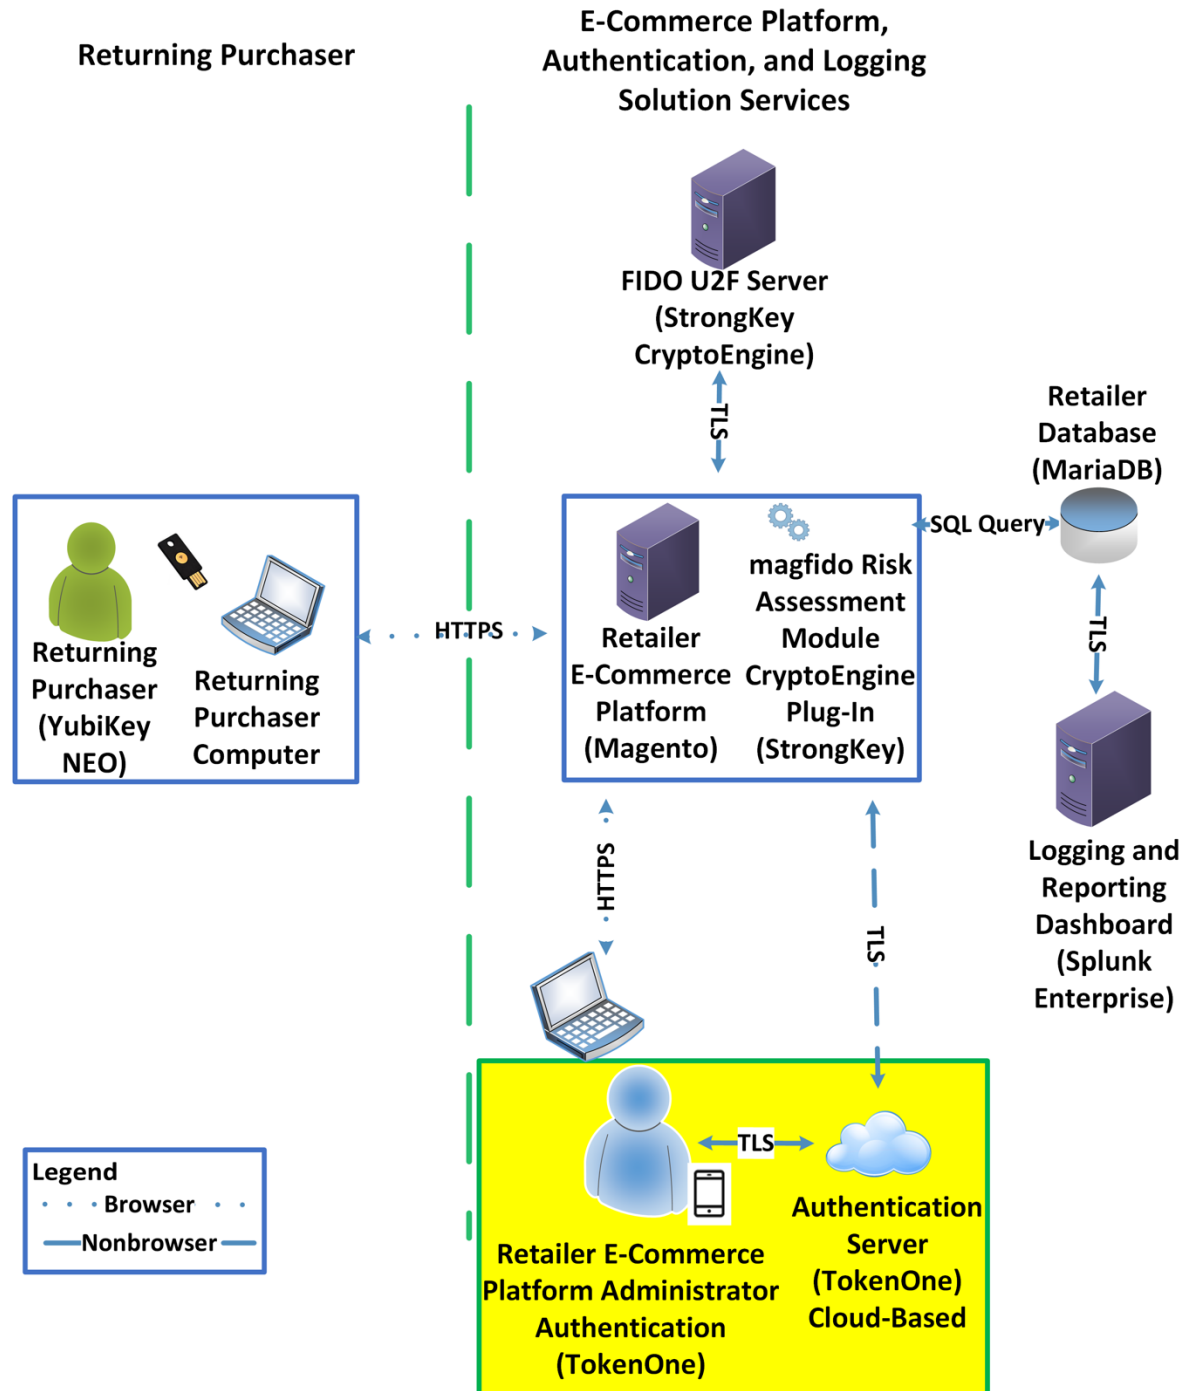 Returning Purchaser
E-Commerce Platform,
Authentication, and Logging
Solution Services
FIDO U2F Server
(StrongKey
CryptoEngine)
TLS
Retailer
Database
(MariaDB)
SQL Query
TLS
Logging and
Reporting
Dashboard
(Splunk
Enterprise)
Returning
Purchaser
(YubiKey
NEO)
Returning
Purchaser
Computer
HTTPS
Retailer
E-Commerce
Platform
(Magento)
magfido Risk
Assessment
Module
CryptoEngine
Plug-In
(StrongKey)
HTTPS
TLS
TLS
Retailer E-Commerce
Platform Administrator
Authentication
(TokenOne)
Authentication
Server
(TokenOne)
Cloud-Based
Legend
Browser
Nonbrowser